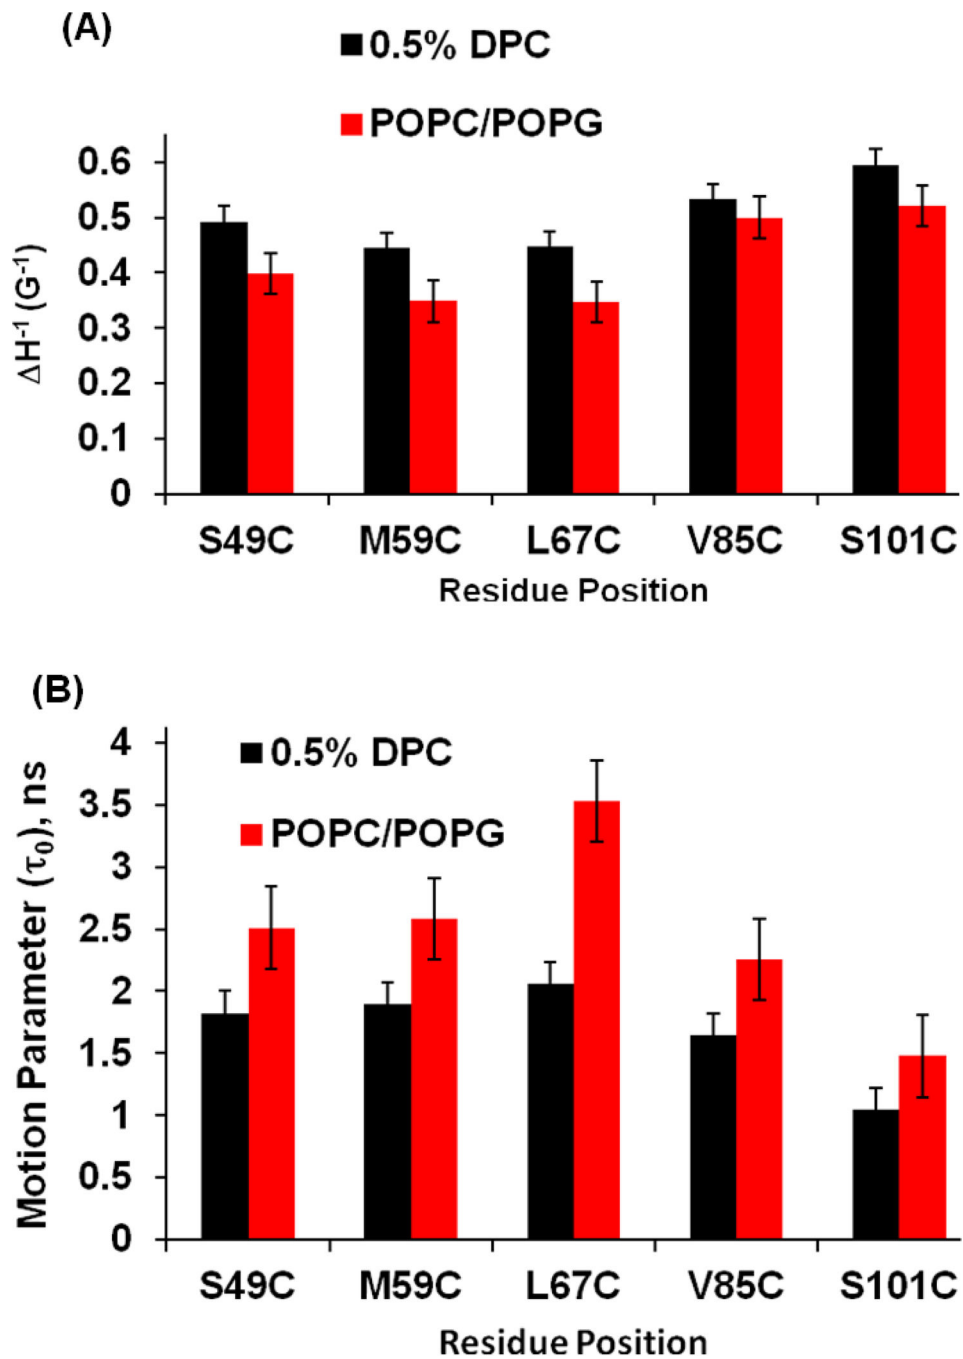 (A)
0.5% DPC
POPC/POPG
ΔH⁻¹ (G⁻¹)
0.6
0.5
0.4
0.3
0.2
0.1
0
S49C M59C L67C V85C S101C
Residue Position
(B)
0.5% DPC
POPC/POPG
Motion Parameter (τ₀), ns
4
3.5
3
2.5
2
1.5
1
0.5
0
S49C M59C L67C V85C S101C
Residue Position